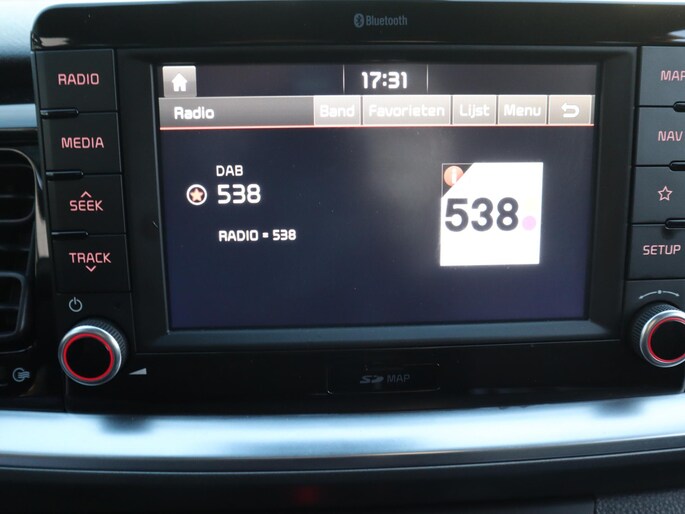 Bluetooth
RADIO
MEDIA
SEEK
TRACK
17:31
Radio
Band
Favorieten
Lijst
Menu
DAB
538
RADIO = 538
538
MAP
NAV
SETUP
SD MAP